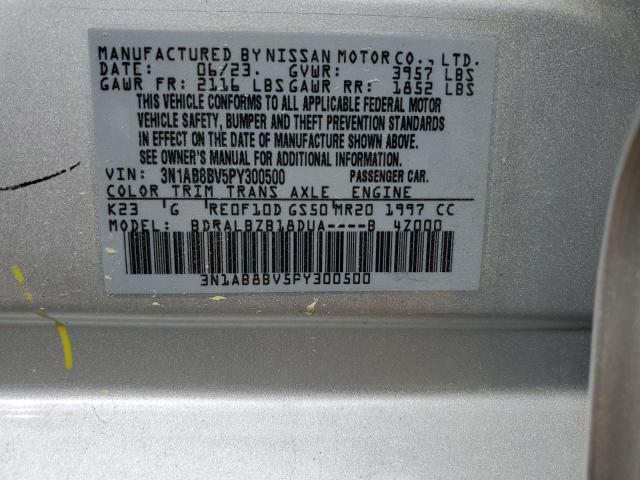 MANUFACTURED BY NISSAN MOTOR CO., LTD.
DATE: 06/23. GVWR: 3957 LBS
GAWR FR: 2116 LBS GAWR RR: 1852 LBS
THIS VEHICLE CONFORMS TO ALL APPLICABLE FEDERAL MOTOR
VEHICLE SAFETY, BUMPER AND THEFT PREVENTION STANDARDS
IN EFFECT ON THE DATE OF MANUFACTURE SHOWN ABOVE.
SEE OWNER'S MANUAL FOR ADDITIONAL INFORMATION.
VIN: 3N1AB8BV5PY300500 PASSENGER CAR.
COLOR TRIM TRANS AXLE ENGINE
K23 G RE0F10D GS50 MR20 1997 CC
MODEL: BDRALBZB18DUA----B 4Z000
3N1AB8BV5PY300500